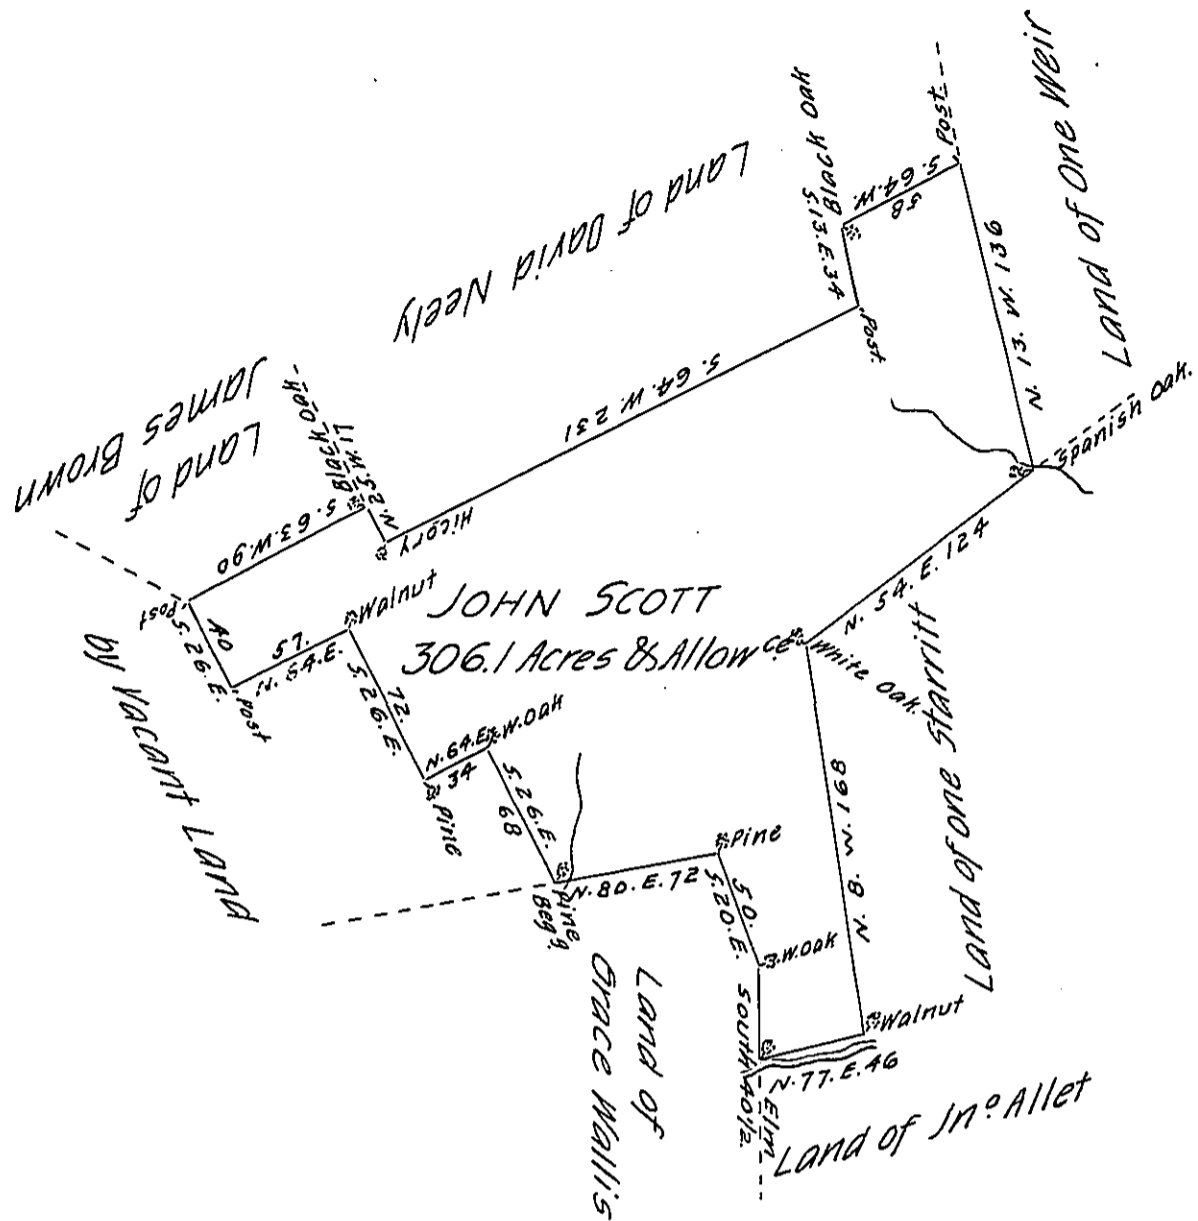 Land of One Weir
Post
S. 64. W.
58
Black Oak
S. 13. E. 34
Post.
N. 13. W. 136
Spanish Oak.
Land of David Neely
S. 64. W. 231
Hicory
N. 25. W. 17
Black Oak
Land of
James Brown
S. 63. W. 90
Post
S. 26. E.
40
Post
N. 54. E.
57.
Walnut
JOHN SCOTT
306.1 Acres & Allow ce.
N. 54. E. 124
White Oak.
72.
S. 26. E.
Pine
N. 64. E.
34
W. Oak
S. 26. E.
68
by Vacant Land
Pine
Beg g.
N. 80. E. 72
Pine
50.
S. 20. E.
W. Oak
South 40 1/2.
Elm
N. 77. E. 46
Walnut
N. 8. W. 168
Land of one Starritt
Land of
Grace Wallis
Land of Jno. Allet